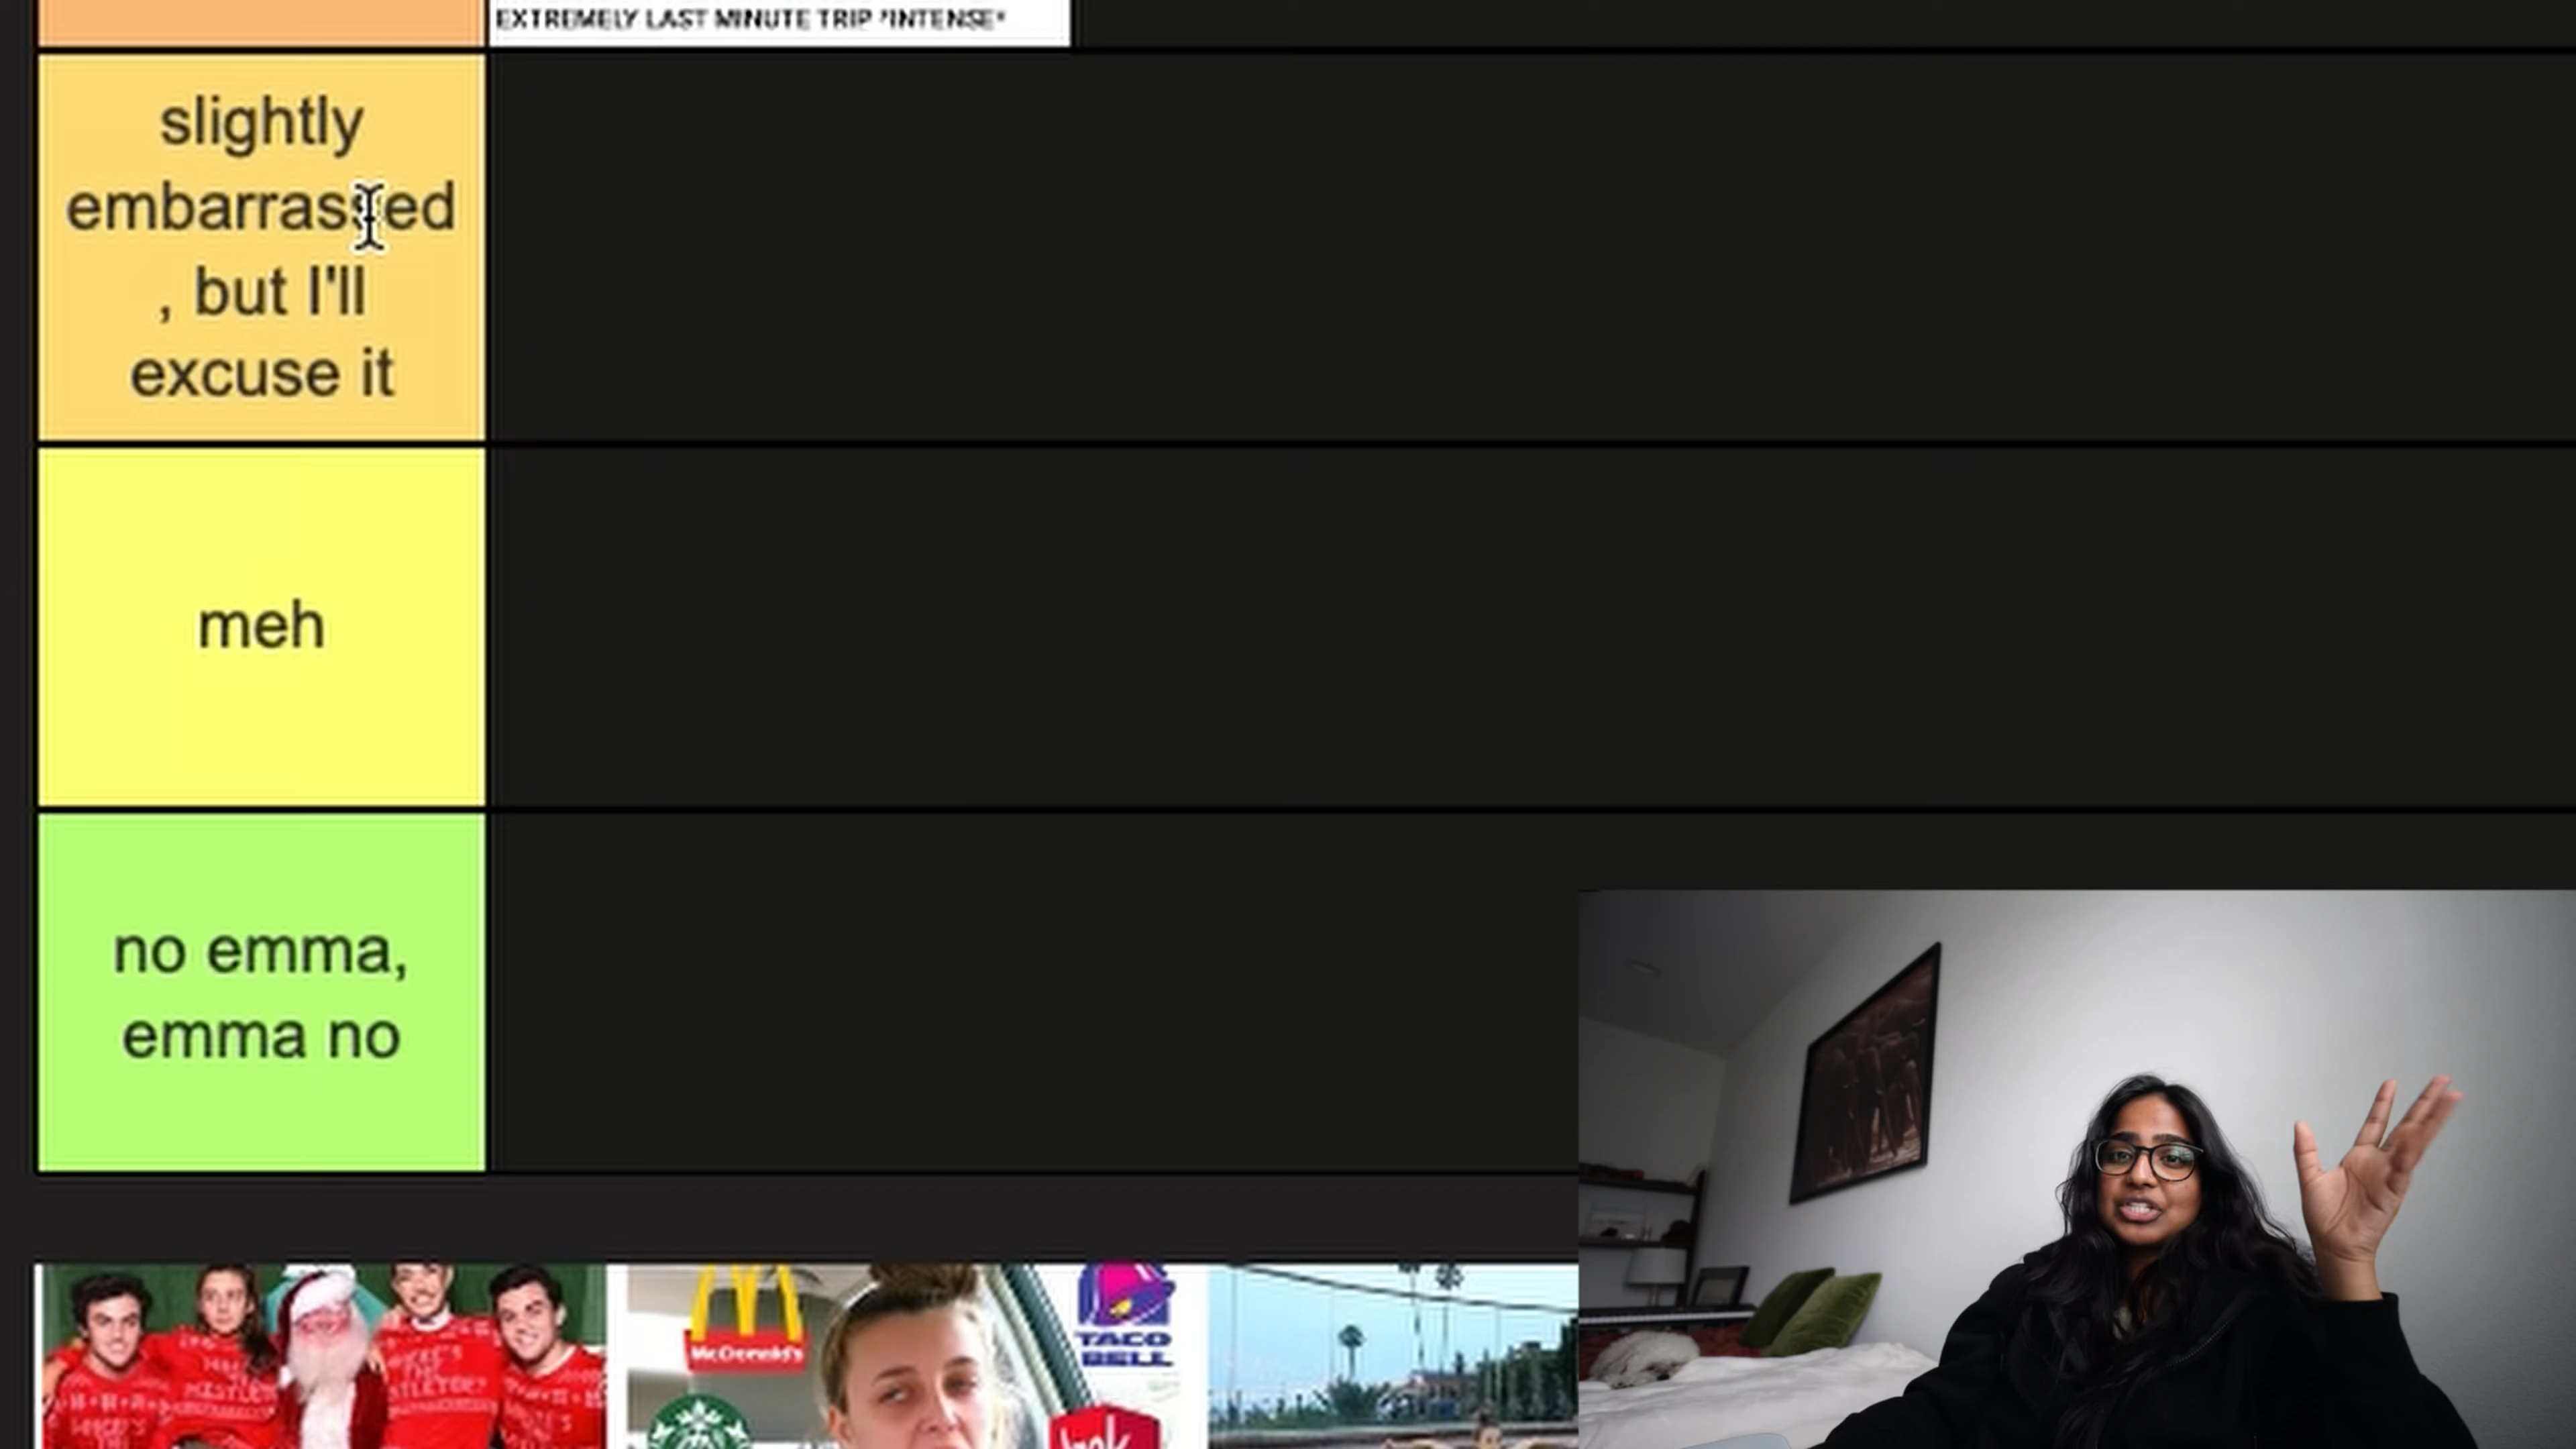 EXTREMELY LAST MINUTE TRIP *INTENSE*
slightly
embarrassed
, but I'll
excuse it
meh
no emma,
emma no
McDonald's
TACO
BELL